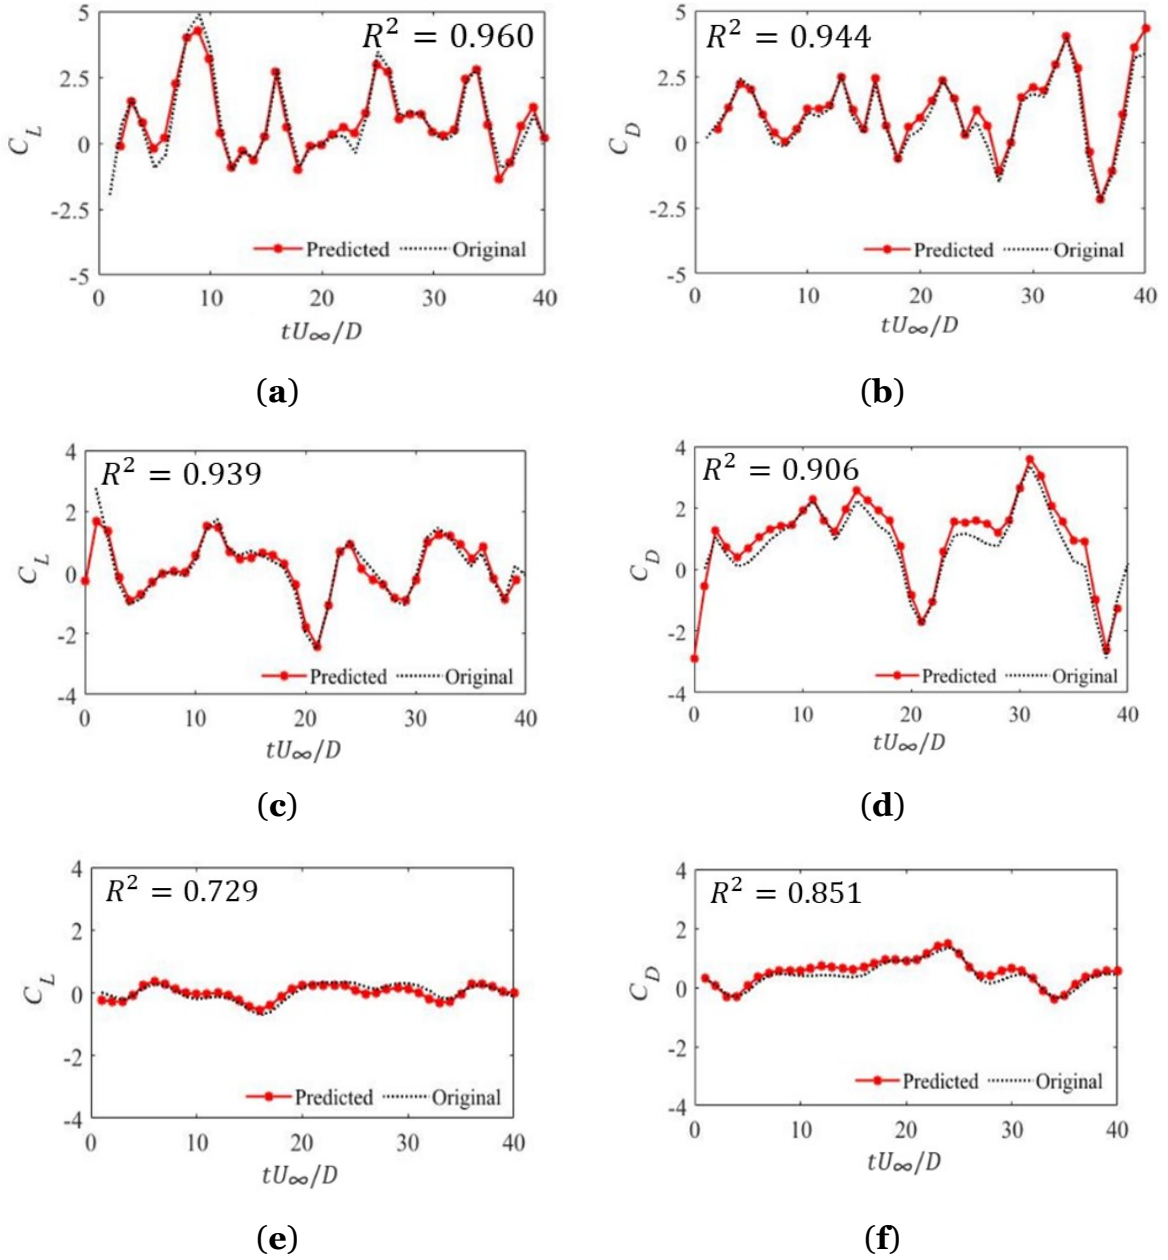 R² = 0.960
5
2.5
0
-2.5
-5
C_L
Predicted
Original
0 10 20 30 40
tU∞/D
(a)
R² = 0.944
5
2.5
0
-2.5
-5
C_D
Predicted
Original
0 10 20 30 40
tU∞/D
(b)
R² = 0.939
4
2
0
-2
-4
C_L
Predicted
Original
0 10 20 30 40
tU∞/D
(c)
R² = 0.906
4
2
0
-2
-4
C_D
Predicted
Original
0 10 20 30 40
tU∞/D
(d)
R² = 0.729
4
2
0
-2
-4
C_L
Predicted
Original
0 10 20 30 40
tU∞/D
(e)
R² = 0.851
4
2
0
-2
-4
C_D
Predicted
Original
0 10 20 30 40
tU∞/D
(f)